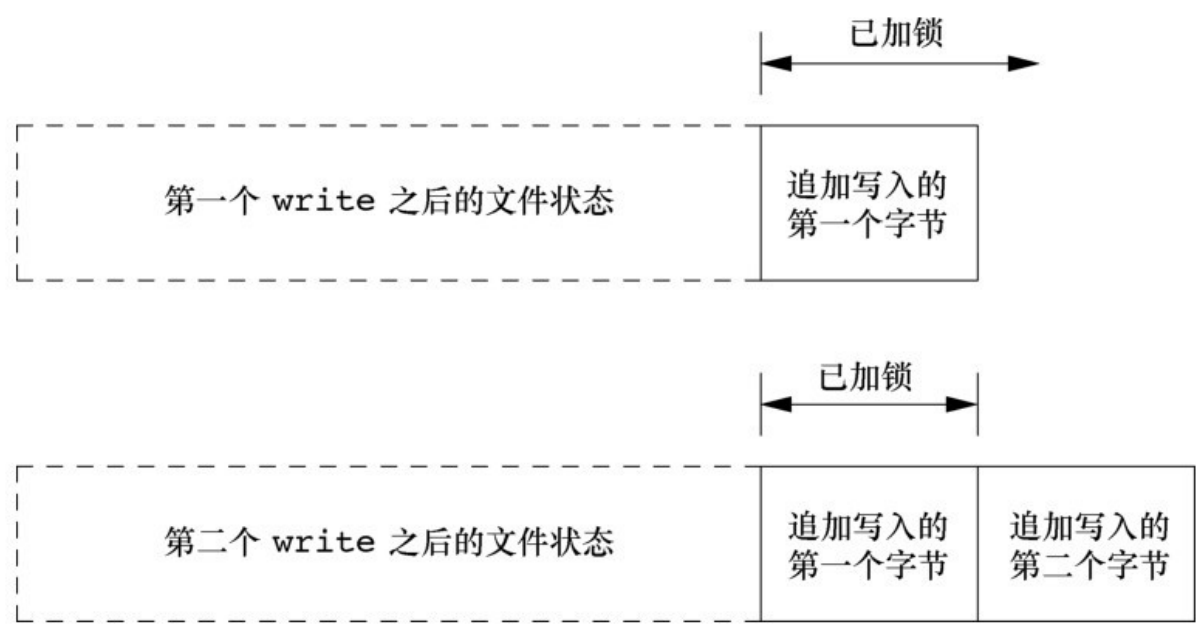 已加锁
第一个 write 之后的文件状态
追加写入的
第一个字节
已加锁
第二个 write 之后的文件状态
追加写入的
第一个字节
追加写入的
第二个字节